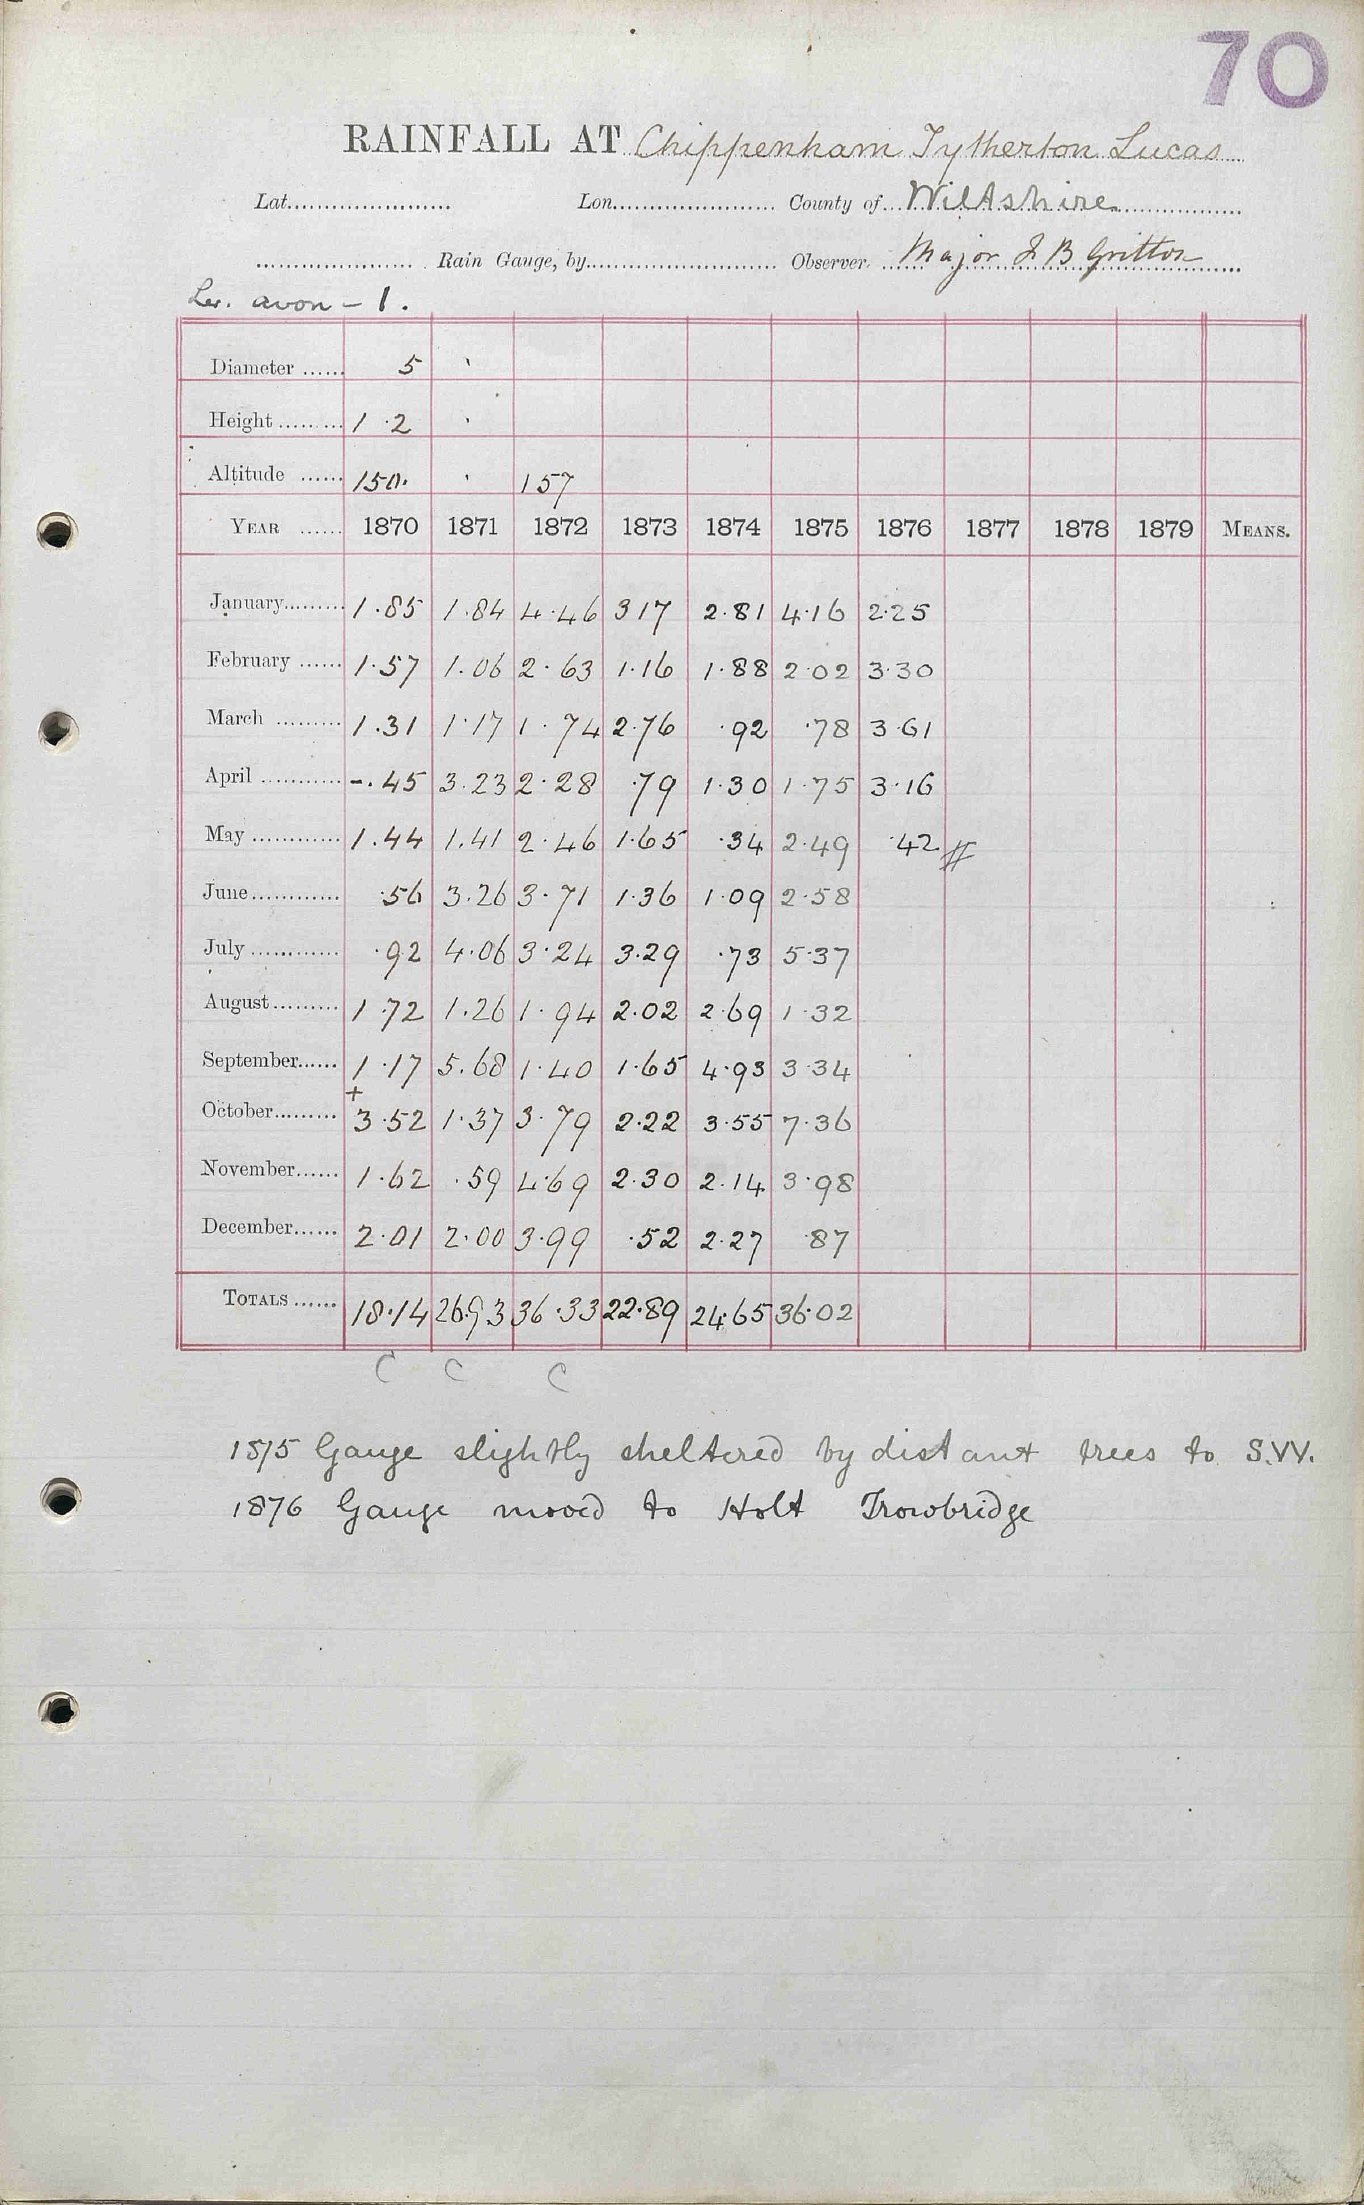 70
RAINFALL AT Chippenham Tytherton Lucas
Lat. Lon. County of Wiltshire
Rain Gauge, by Observer Major J B Gritton
avon – 1.
Diameter 5
Height 1 .2
Altitude 150. 157
YEAR 1870 1871 1872 1873 1874 1875 1876 1877 1878 1879 MEANS.
January 1.85 1.84 4.46 3 17 2.81 4.16 2.25
February 1.57 1.06 2.63 1.16 1.88 2.02 3.30
March 1.31 1.17 1.74 2.76 .92 .78 3.61
April -.45 3.23 2.28 .79 1.30 1.75 3.16
May 1.44 1.41 2.46 1.65 .34 2.49 .42 #
June .56 3.26 3.71 1.36 1.09 2.58
July .92 4.06 3.24 3.29 .73 5.37
August 1.72 1.26 1.94 2.02 2.69 1.32
September 1.17 5.68 1.40 1.65 4.93 3.34
October + 3.52 1.37 3.79 2.22 3.55 7.36
November 1.62 .59 4.69 2.30 2.14 3.98
December 2.01 2.00 3.99 .52 2.27 .87
TOTALS 18.14 26.93 36.33 22.89 24.65 36.02
C C C
1875 Gauge slightly sheltered by distant trees to S.W.
1876 Gauge moved to Holt Trowbridge